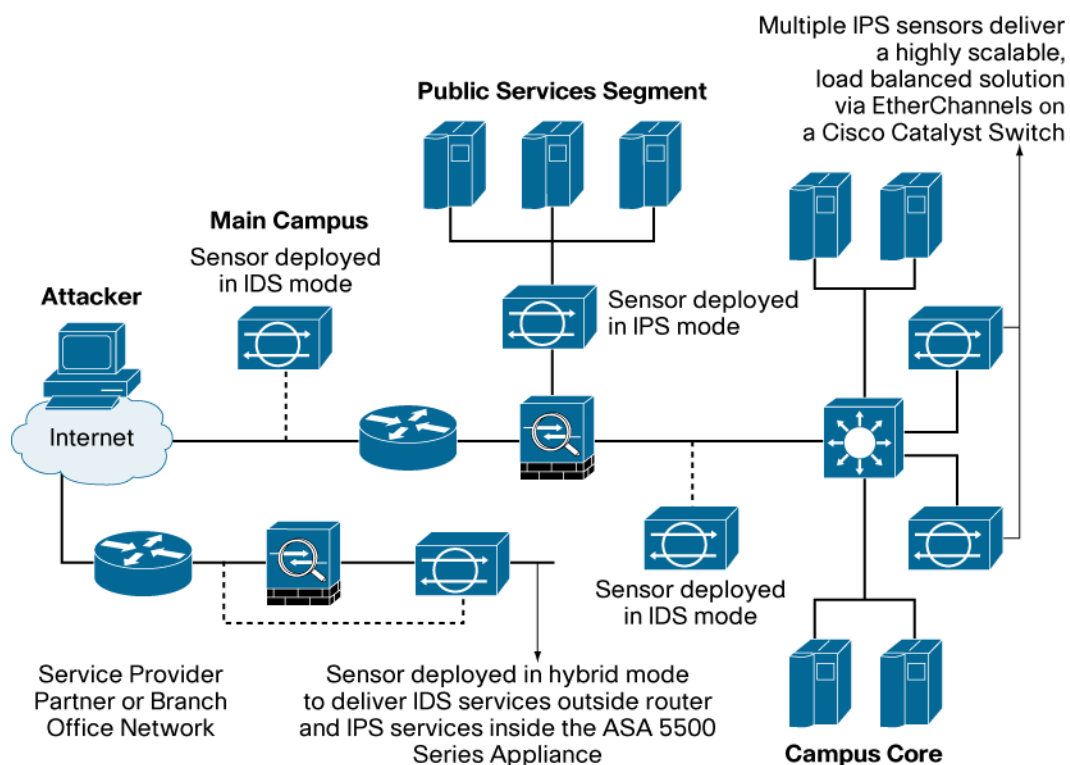 Multiple IPS sensors deliver
a highly scalable,
load balanced solution
via EtherChannels on
a Cisco Catalyst Switch
Public Services Segment
Main Campus
Sensor deployed
in IDS mode
Attacker
Sensor deployed
in IPS mode
Internet
Sensor deployed
in IDS mode
Service Provider
Partner or Branch
Office Network
Sensor deployed in hybrid mode
to deliver IDS services outside router
and IPS services inside the ASA 5500
Series Appliance
Campus Core